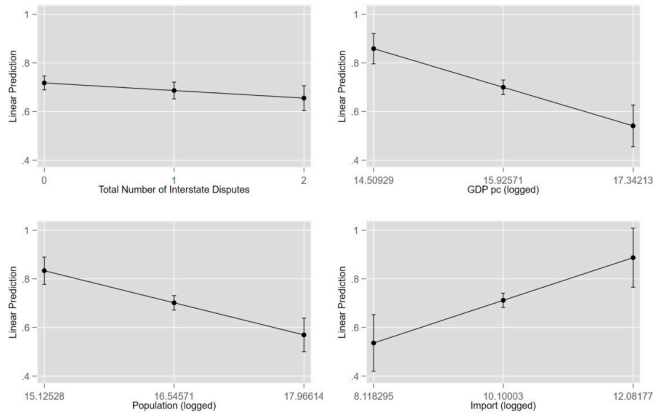 1
.8
.6
.4
Linear Prediction
0 1 2
Total Number of Interstate Disputes
1
.8
.6
.4
Linear Prediction
14.50929 15.92571 17.34213
GDP pc (logged)
1
.8
.6
.4
Linear Prediction
15.12528 16.54571 17.96614
Population (logged)
1
.8
.6
.4
Linear Prediction
8.118295 10.10003 12.08177
Import (logged)